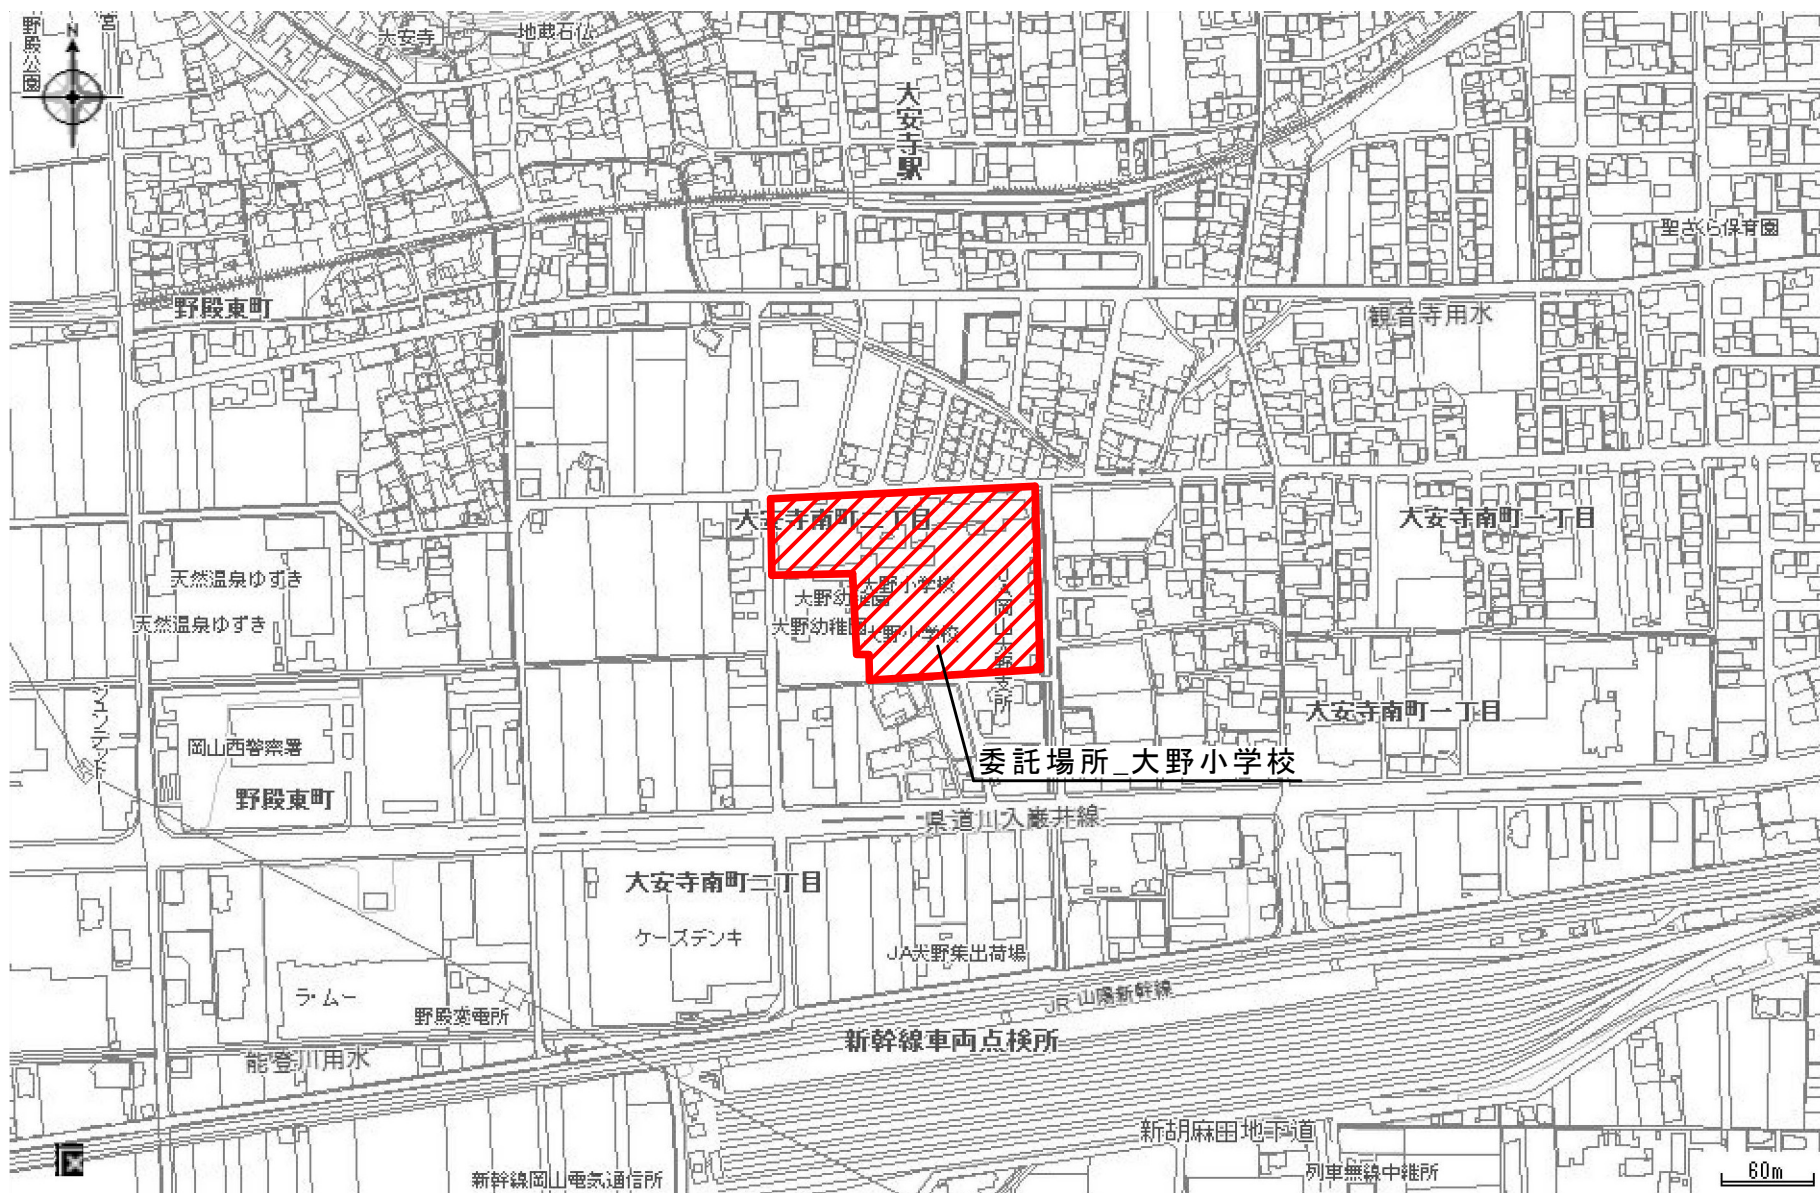 野殿公園
宮
N
大安寺
地蔵石仏
大安寺駅
聖さくら保育園
野殿東町
観音寺用水
大安寺南町二丁目
大安寺南町一丁目
天然温泉ゆずき
大野小学校
大野幼稚園
天然温泉ゆずき
大野幼稚園
大野小学校
JA岡山大野支所
大安寺南町一丁目
岡山西警察署
委託場所_大野小学校
野殿東町
県道川入巌井線
大安寺南町二丁目
ケーズデンキ
JA大野集出荷場
ラ・ムー
JR山陽新幹線
野殿変電所
新幹線車両点検所
能登川用水
新胡麻田地下道
新幹線岡山電気通信所
列車無線中継所
60m